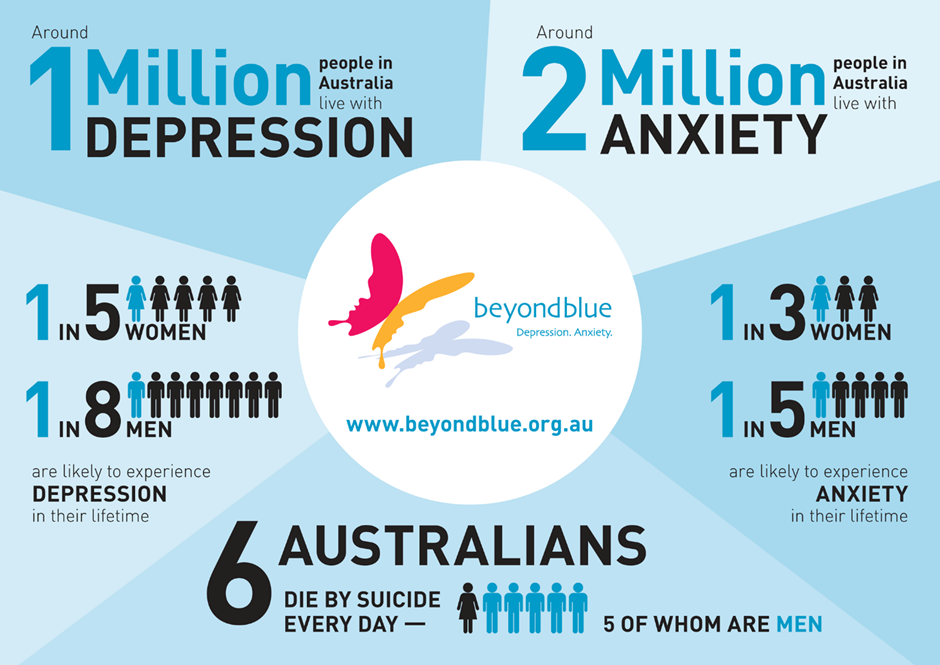 Around
1 Million people in Australia live with
DEPRESSION
Around
2 Million people in Australia live with
ANXIETY
1 IN 5 WOMEN
1 IN 8 MEN
are likely to experience
DEPRESSION
in their lifetime
beyondblue
Depression. Anxiety.
www.beyondblue.org.au
1 IN 3 WOMEN
1 IN 5 MEN
are likely to experience
ANXIETY
in their lifetime
6 AUSTRALIANS
DIE BY SUICIDE
EVERY DAY — 5 OF WHOM ARE MEN